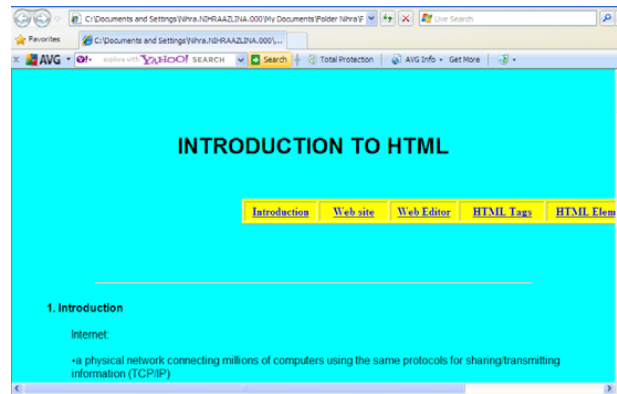 C:\Documents and Settings\Nihra.NIHRAAZLINA.000\My Documents\Folder Nihra\F
Live Search
Favorites
C:\Documents and Settings\Nihra.NIHRAAZLINA.000\,...
AVG
explore with YAHOO! SEARCH
Search
Total Protection
AVG Info
Get More
INTRODUCTION TO HTML
Introduction Web site Web Editor HTML Tags HTML Elem
1. Introduction
Internet:
•a physical network connecting millions of computers using the same protocols for sharing/transmitting
information (TCP/IP)